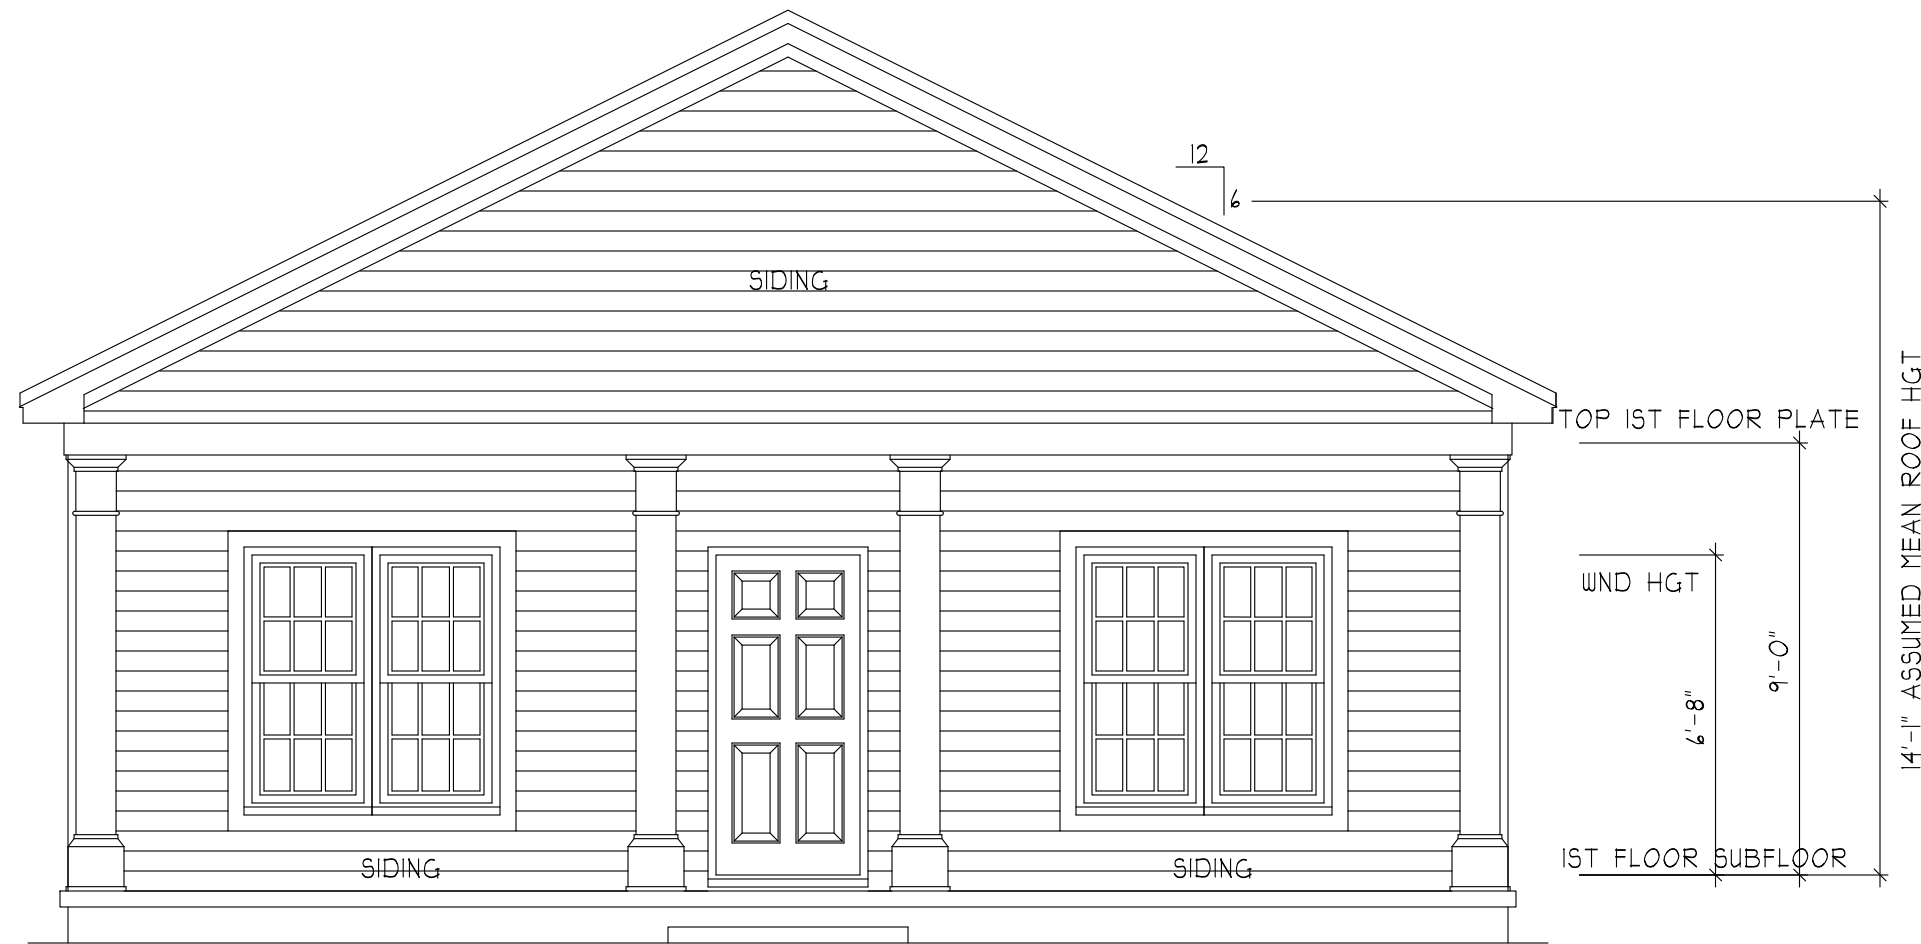 12
6
SIDING
TOP 1ST FLOOR PLATE
14'-1" ASSUMED MEAN ROOF HGT
WND HGT
9'-0"
6'-8"
SIDING
SIDING
1ST FLOOR SUBFLOOR